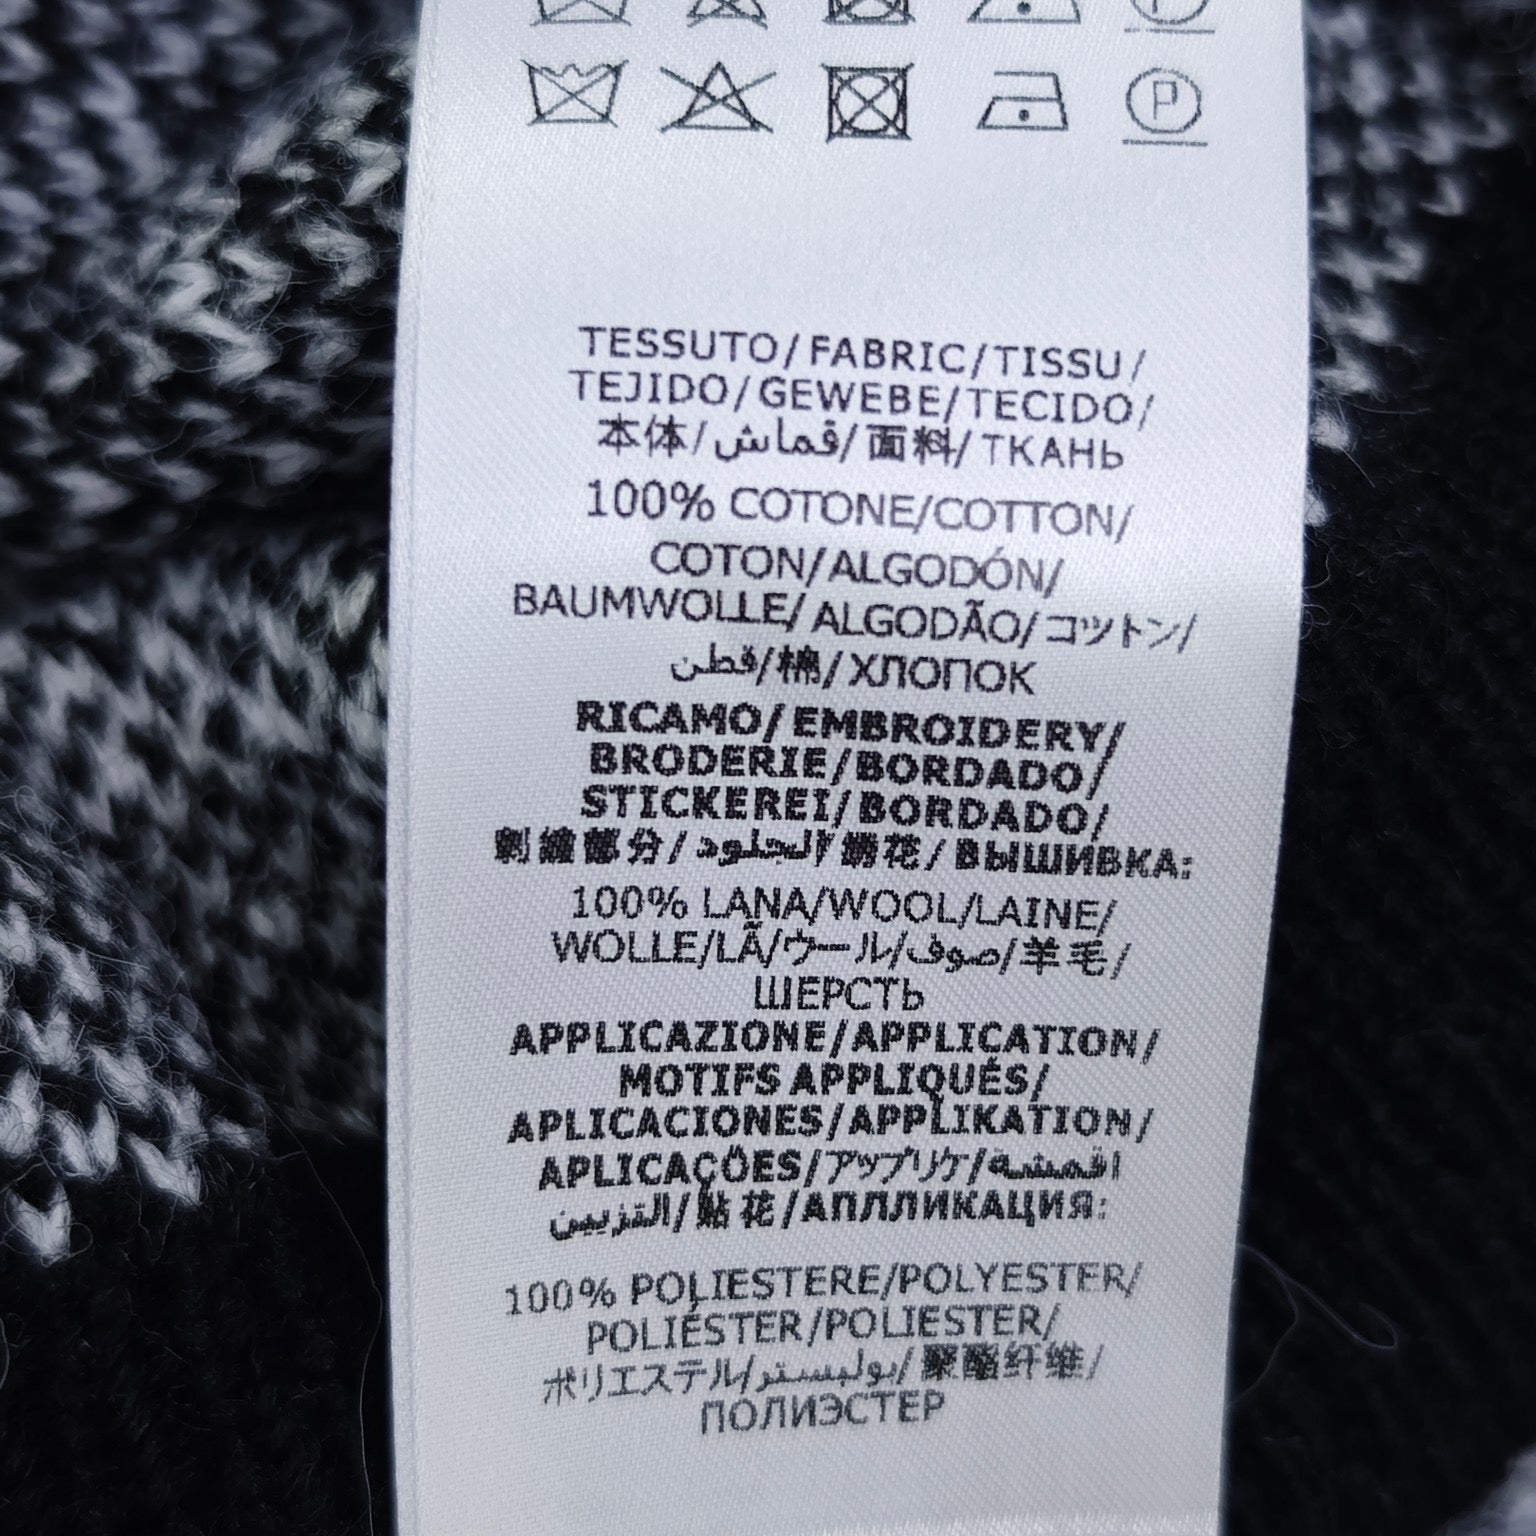 TESSUTO/FABRIC/TISSU/
TEJIDO/GEWEBE/TECIDO/
本体/قماش/面料/ТКАНЬ
100% COTONE/COTTON/
COTON/ALGODÓN/
BAUMWOLLE/ALGODÃO/コットン/
قطن/棉/ХЛОПОК
RICAMO/EMBROIDERY/
BRODERIE/BORDADO/
STICKEREI/BORDADO/
刺繍部分/الجلود/绣花/ВЫШИВКА:
100% LANA/WOOL/LAINE/
WOLLE/LÃ/ウール/صوف/羊毛/
ШЕРСТЬ
APPLICAZIONE/APPLICATION/
MOTIFS APPLIQUÉS/
APLICACIONES/APPLIKATION/
APLICAÇÕES/アップリケ/اقمشة
التزيين/贴花/АППЛИКАЦИЯ:
100% POLIESTERE/POLYESTER/
POLIÉSTER/POLIESTER/
ポリエステル/بوليستر/聚酯纤维/
ПОЛИЭСТЕР